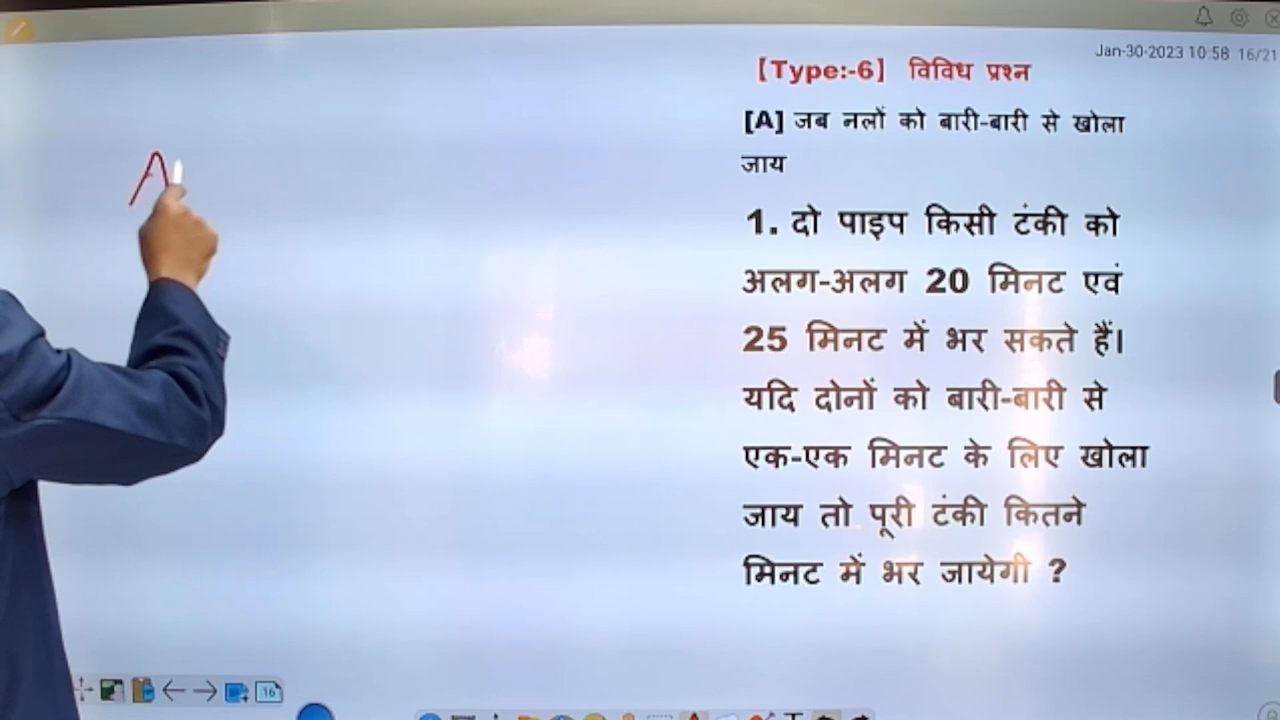 Jan-30-2023 10:58 16/21
【Type:-6】 विविध प्रश्न
[A] जब नलों को बारी-बारी से खोला
जाय
A
1. दो पाइप किसी टंकी को
अलग-अलग 20 मिनट एवं
25 मिनट में भर सकते हैं।
यदि दोनों को बारी-बारी से
एक-एक मिनट के लिए खोला
जाय तो पूरी टंकी कितने
मिनट में भर जायेगी ?
16